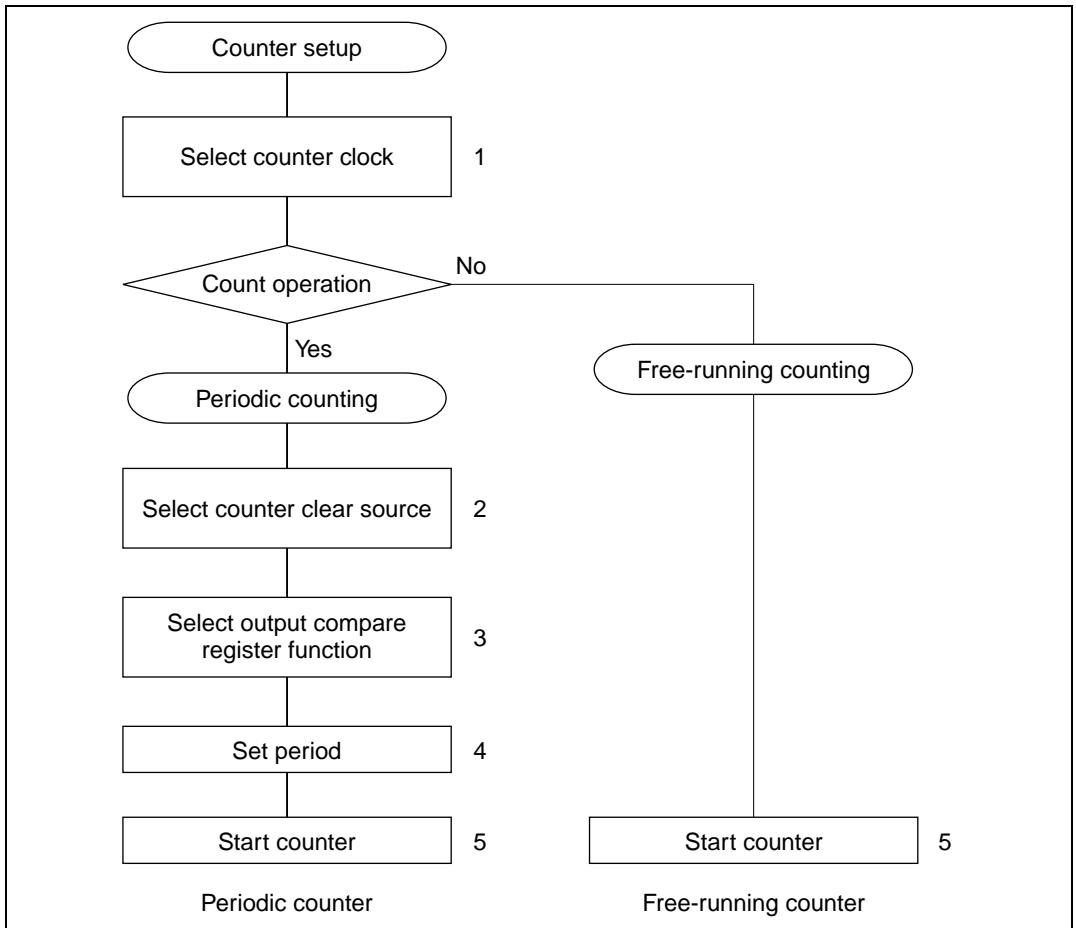 Counter setup
Select counter clock
1
Count operation
No
Yes
Free-running counting
Periodic counting
Select counter clear source
2
Select output compare
register function
3
Set period
4
Start counter
5
Start counter
5
Periodic counter
Free-running counter